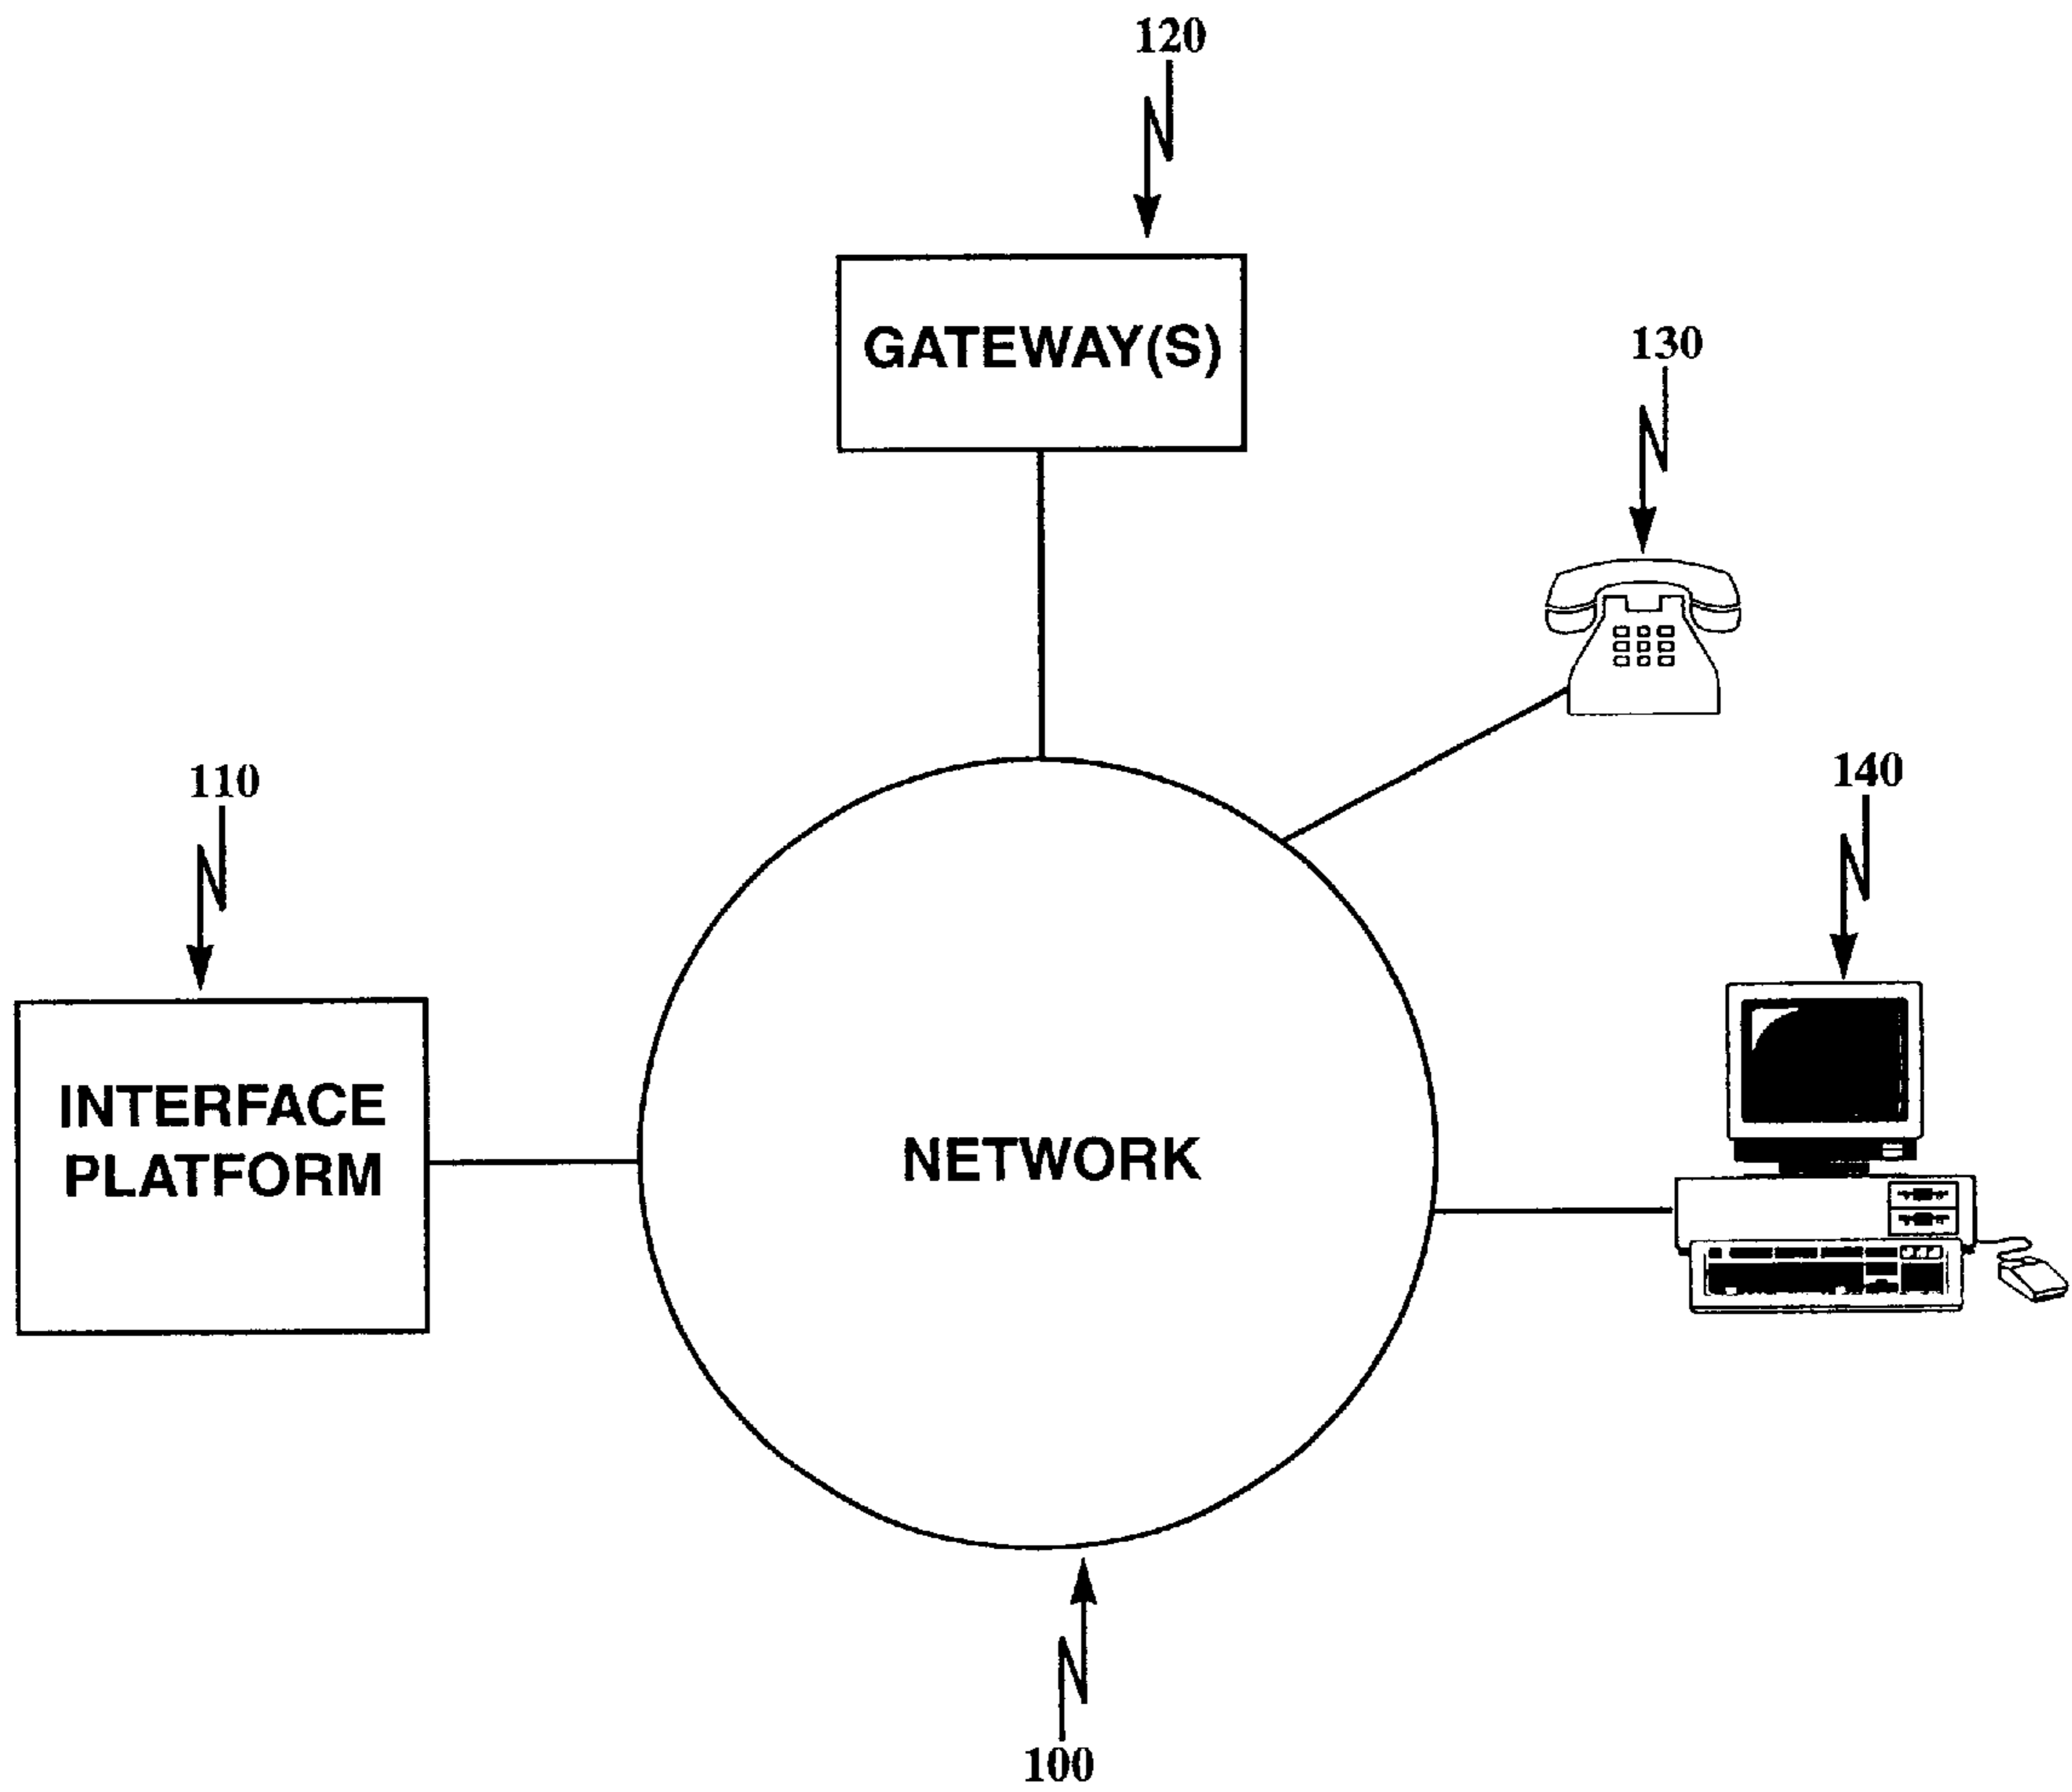 120
GATEWAY(S)
130
110
140
INTERFACE
PLATFORM
NETWORK
100